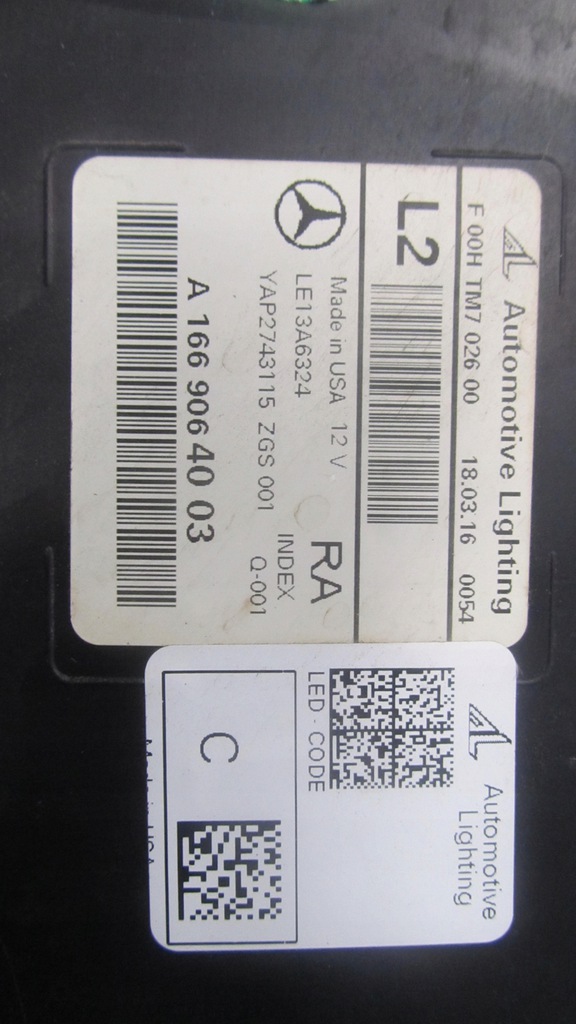 Automotive Lighting
F 00H TM7 026 00 18.03.16 0054
L2
Made in USA 12 V
RA
LE13A6324
INDEX
YAP2743115 ZGS 001
Q-001
A 166 906 40 03
Automotive
Lighting
LED - CODE
C